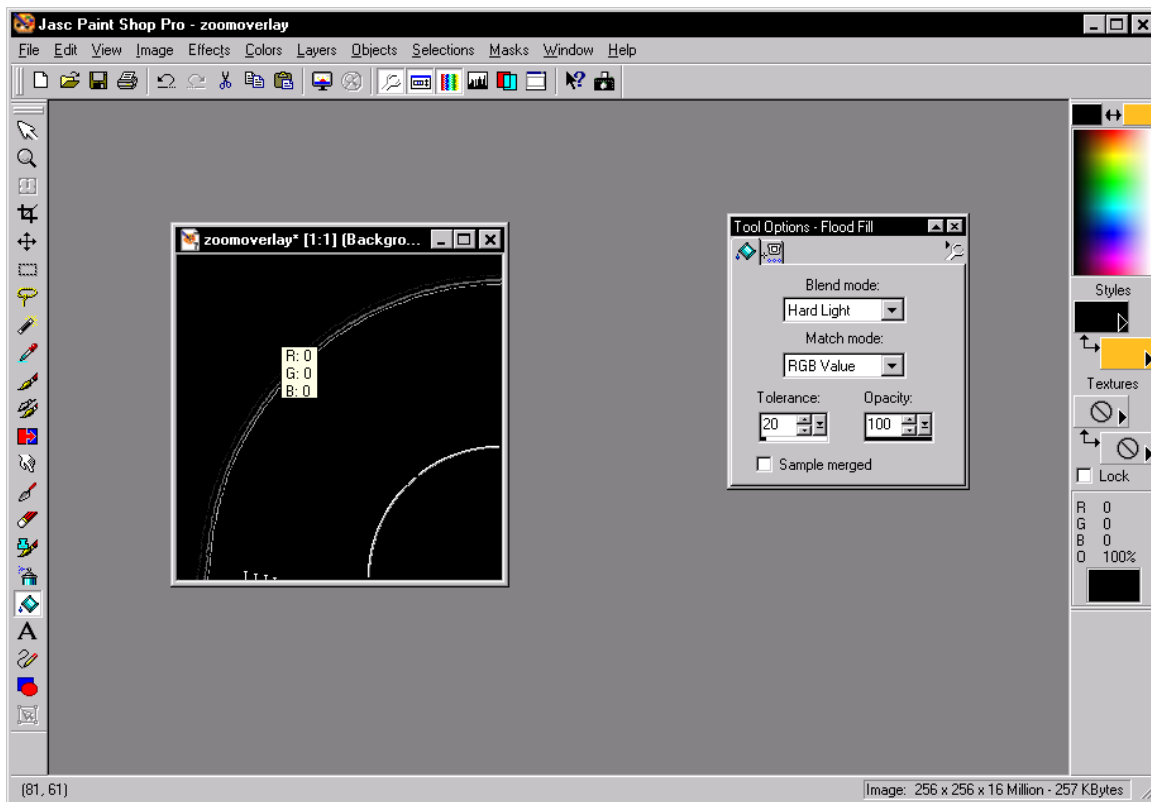 Jasc Paint Shop Pro - zoomoverlay
File Edit View Image Effects Colors Layers Objects Selections Masks Window Help
zoomoverlay* [1:1] (Backgro...
R: 0
G: 0
B: 0
Tool Options - Flood Fill
Blend mode:
Hard Light
Match mode:
RGB Value
Tolerance: Opacity:
20 100
Sample merged
Styles
Textures
Lock
R 0
G 0
B 0
O 100%
A
(81, 61)
Image: 256 x 256 x 16 Million - 257 KBytes